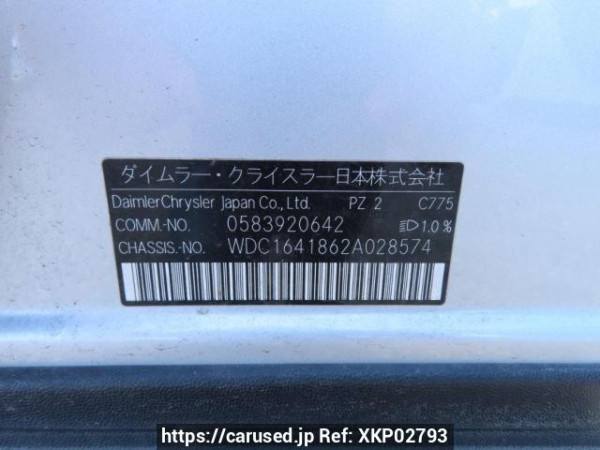 ダイムラー・クライスラー日本株式会社
DaimlerChrysler Japan Co., Ltd. PZ 2 C775
COMM.-NO. 0583920642 1.0%
CHASSIS.-NO. WDC1641862A028574
https://carused.jp Ref: XKP02793